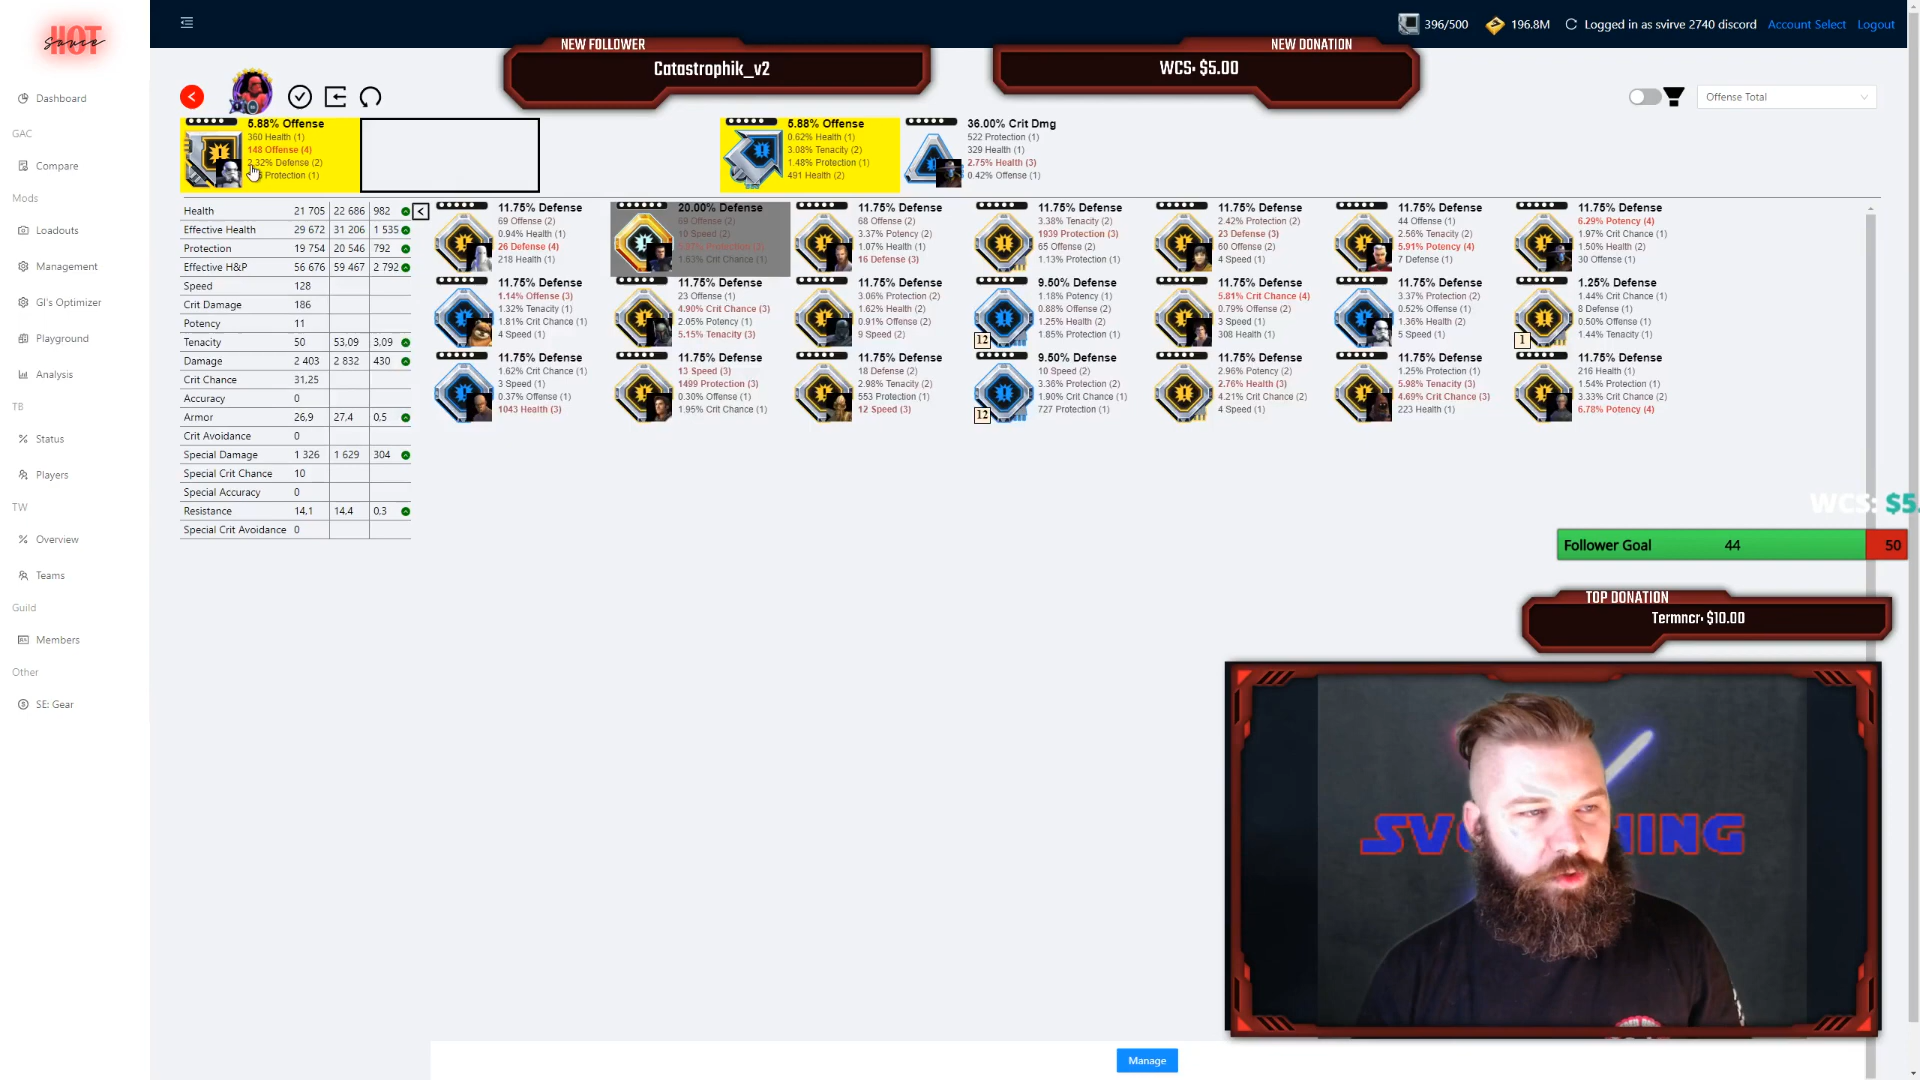 HOT
sauce
396/500
196.8M
Logged in as svirve 2740 discord
Account Select
Logout
NEW FOLLOWER
Catastrophik_v2
NEW DONATION
WCS: $5.00
Offense Total
Dashboard
GAC
Compare
Mods
Loadouts
Management
GI's Optimizer
Playground
Analysis
TB
Status
Players
TW
Overview
Teams
Guild
Members
Other
SE: Gear
5.88% Offense
360 Health (1)
148 Offense (4)
2.32% Defense (2)
Protection (1)
5.88% Offense
0.62% Health (1)
3.08% Tenacity (2)
1.48% Protection (1)
491 Health (2)
36.00% Crit Dmg
522 Protection (1)
329 Health (1)
2.75% Health (3)
0.42% Offense (1)
Health 21 705 22 686 982
Effective Health 29 672 31 206 1 535
Protection 19 754 20 546 792
Effective H&P 56 676 59 467 2 792
Speed 128
Crit Damage 186
Potency 11
Tenacity 50 53,09 3,09
Damage 2 403 2 832 430
Crit Chance 31,25
Accuracy 0
Armor 26,9 27,4 0,5
Crit Avoidance 0
Special Damage 1 326 1 629 304
Special Crit Chance 10
Special Accuracy 0
Resistance 14,1 14,4 0,3
Special Crit Avoidance 0
<
11.75% Defense
69 Offense (2)
0.94% Health (1)
26 Defense (4)
218 Health (1)
20.00% Defense
69 Offense (2)
10 Speed (2)
1.63% Crit Chance (1)
11.75% Defense
68 Offense (2)
3.37% Potency (2)
1.07% Health (1)
16 Defense (3)
11.75% Defense
3.38% Tenacity (2)
1939 Protection (3)
65 Offense (2)
1.13% Protection (1)
11.75% Defense
2.42% Protection (2)
23 Defense (3)
60 Offense (2)
4 Speed (1)
11.75% Defense
44 Offense (1)
2.56% Tenacity (2)
5.91% Potency (4)
7 Defense (1)
11.75% Defense
6.29% Potency (4)
1.97% Crit Chance (1)
1.50% Health (2)
30 Offense (1)
11.75% Defense
1.14% Offense (3)
1.32% Tenacity (1)
1.81% Crit Chance (1)
4 Speed (1)
11.75% Defense
23 Offense (1)
4.90% Crit Chance (3)
2.05% Potency (1)
5.15% Tenacity (3)
11.75% Defense
3.06% Protection (2)
1.62% Health (2)
0.91% Offense (2)
9 Speed (2)
12
9.50% Defense
1.18% Potency (1)
0.88% Offense (2)
1.25% Health (2)
1.85% Protection (1)
11.75% Defense
5.81% Crit Chance (4)
0.79% Offense (2)
3 Speed (1)
308 Health (1)
11.75% Defense
3.37% Protection (2)
0.52% Offense (1)
1.36% Health (2)
5 Speed (1)
1
1.25% Defense
1.44% Crit Chance (1)
8 Defense (1)
0.50% Offense (1)
1.44% Tenacity (1)
11.75% Defense
1.62% Crit Chance (1)
3 Speed (1)
0.37% Offense (1)
1043 Health (3)
11.75% Defense
13 Speed (3)
1499 Protection (3)
0.30% Offense (1)
1.95% Crit Chance (1)
11.75% Defense
18 Defense (2)
2.98% Tenacity (2)
553 Protection (1)
12 Speed (3)
12
9.50% Defense
10 Speed (2)
3.36% Protection (2)
1.90% Crit Chance (1)
727 Protection (1)
11.75% Defense
2.96% Potency (2)
2.76% Health (3)
4.21% Crit Chance (2)
4 Speed (1)
11.75% Defense
1.25% Protection (1)
5.98% Tenacity (3)
4.69% Crit Chance (3)
223 Health (1)
11.75% Defense
216 Health (1)
1.54% Protection (1)
3.33% Crit Chance (2)
6.78% Potency (4)
WCS: $5.
Follower Goal 44 50
TOP DONATION
Termncr: $10.00
Manage